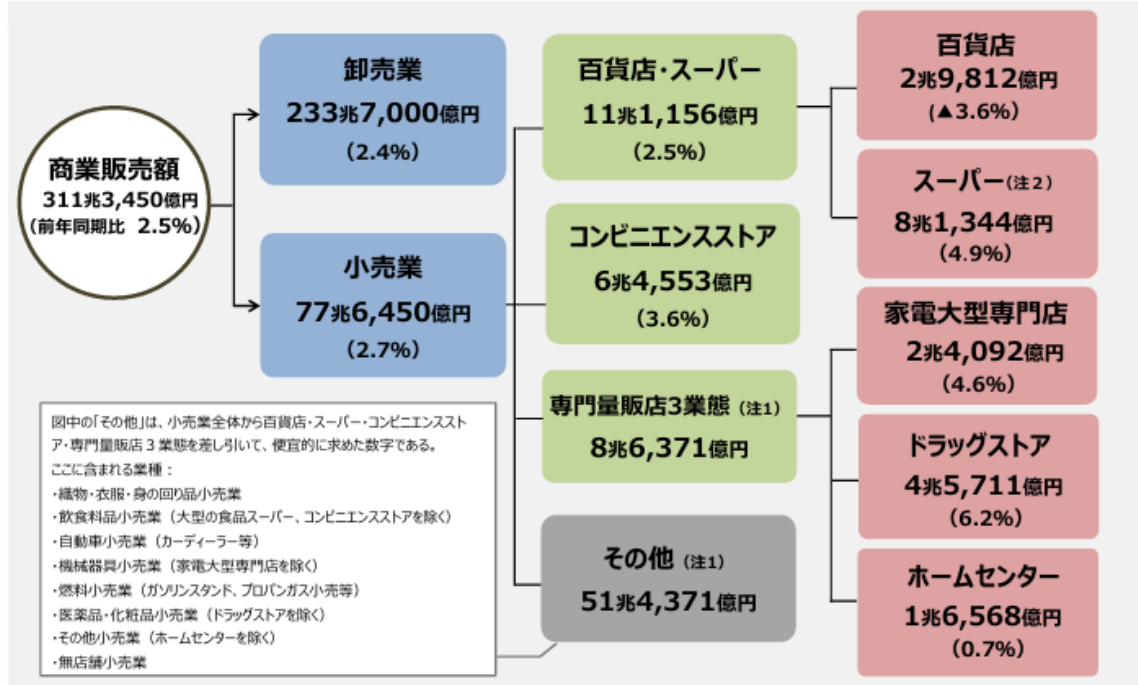 商業販売額
311兆3,450億円
(前年同期比 2.5%)
卸売業
233兆7,000億円
(2.4%)
小売業
77兆6,450億円
(2.7%)
百貨店・スーパー
11兆1,156億円
(2.5%)
コンビニエンスストア
6兆4,553億円
(3.6%)
専門量販店3業態 (注1)
8兆6,371億円
その他 (注1)
51兆4,371億円
百貨店
2兆9,812億円
(▲3.6%)
スーパー(注2)
8兆1,344億円
(4.9%)
家電大型専門店
2兆4,092億円
(4.6%)
ドラッグストア
4兆5,711億円
(6.2%)
ホームセンター
1兆6,568億円
(0.7%)
図中の「その他」は、小売業全体から百貨店・スーパー・コンビニエンススト
ア・専門量販店3業態を差し引いて、便宜的に求めた数字である。
ここに含まれる業種：
・織物・衣服・身の回り品小売業
・飲食料品小売業（大型の食品スーパー、コンビニエンスストアを除く）
・自動車小売業（カーディーラー等）
・機械器具小売業（家電大型専門店を除く）
・燃料小売業（ガソリンスタンド、プロパンガス小売等）
・医薬品・化粧品小売業（ドラッグストアを除く）
・その他小売業（ホームセンターを除く）
・無店舗小売業